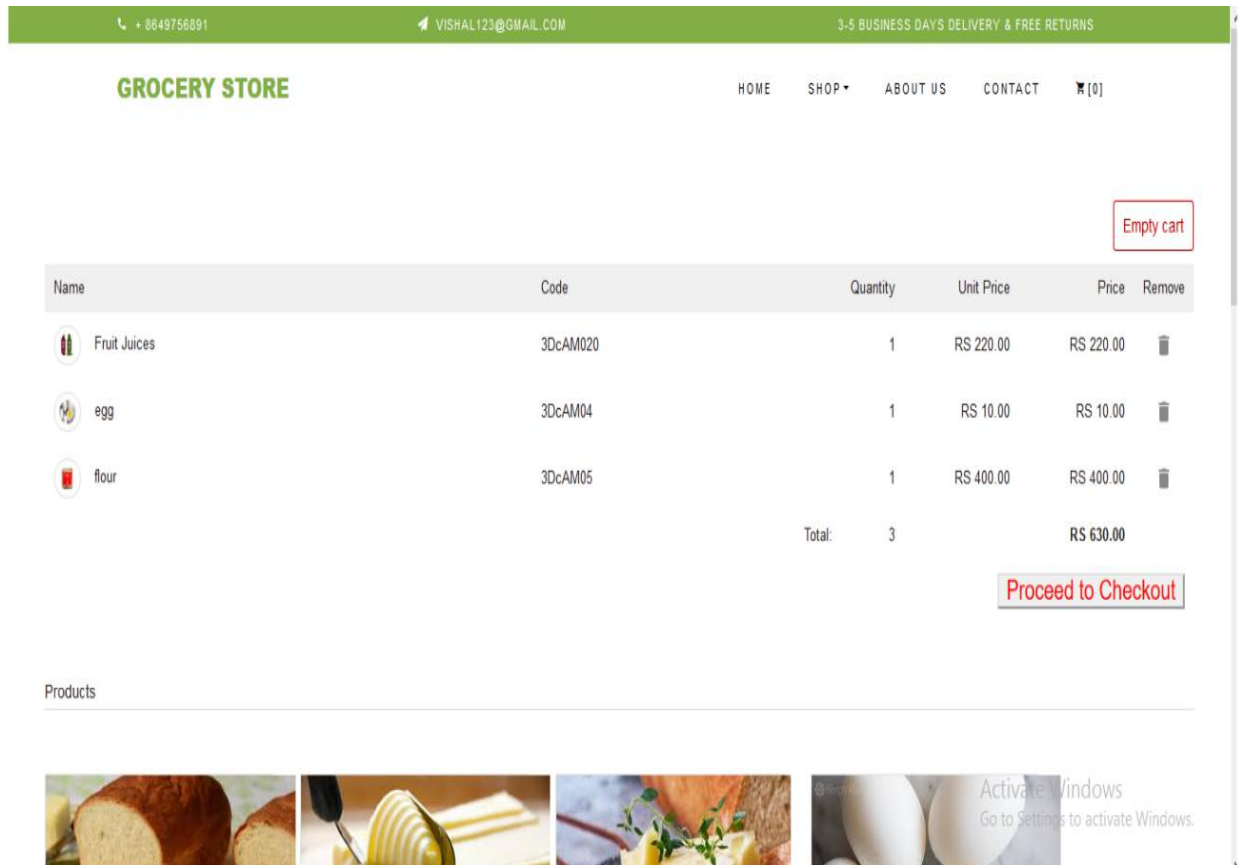 + 8649756891 VISHAL123@GMAIL.COM 3-5 BUSINESS DAYS DELIVERY & FREE RETURNS
GROCERY STORE HOME SHOP ABOUT US CONTACT [0]
Empty cart
Name Code Quantity Unit Price Price Remove
Fruit Juices 3DcAM020 1 RS 220.00 RS 220.00
egg 3DcAM04 1 RS 10.00 RS 10.00
flour 3DcAM05 1 RS 400.00 RS 400.00
Total: 3 RS 630.00
Proceed to Checkout
Products
Activate Windows
Go to Settings to activate Windows.